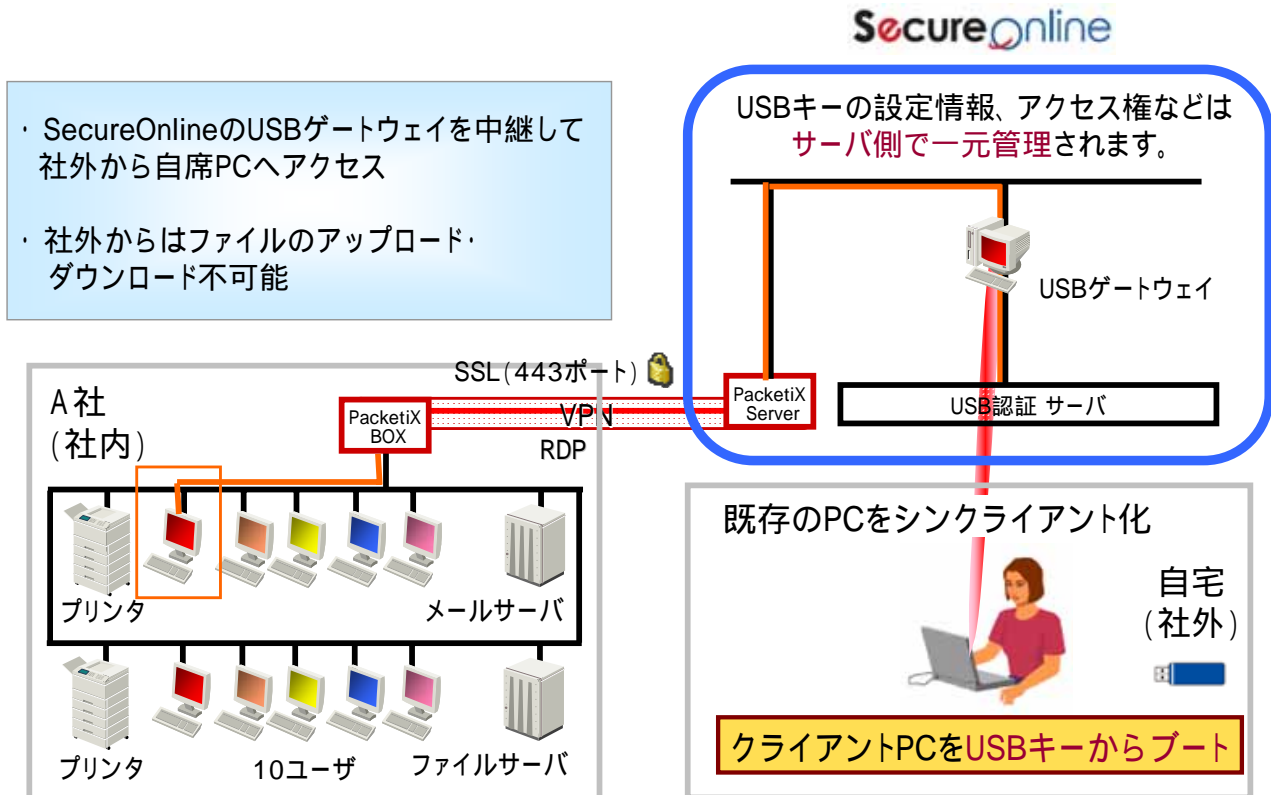 SecureOnline
・ SecureOnlineのUSBゲートウェイを中継して
社外から自席PCへアクセス
・ 社外からはファイルのアップロード・
ダウンロード不可能
USBキーの設定情報、アクセス権などは
サーバ側で一元管理されます。
USBゲートウェイ
USB認証 サーバ
PacketiX
Server
SSL(443ポート)
VPN
RDP
PacketiX
BOX
A社
(社内)
プリンタ
メールサーバ
プリンタ
10ユーザ
ファイルサーバ
既存のPCをシンクライアント化
自宅
(社外)
クライアントPCをUSBキーからブート